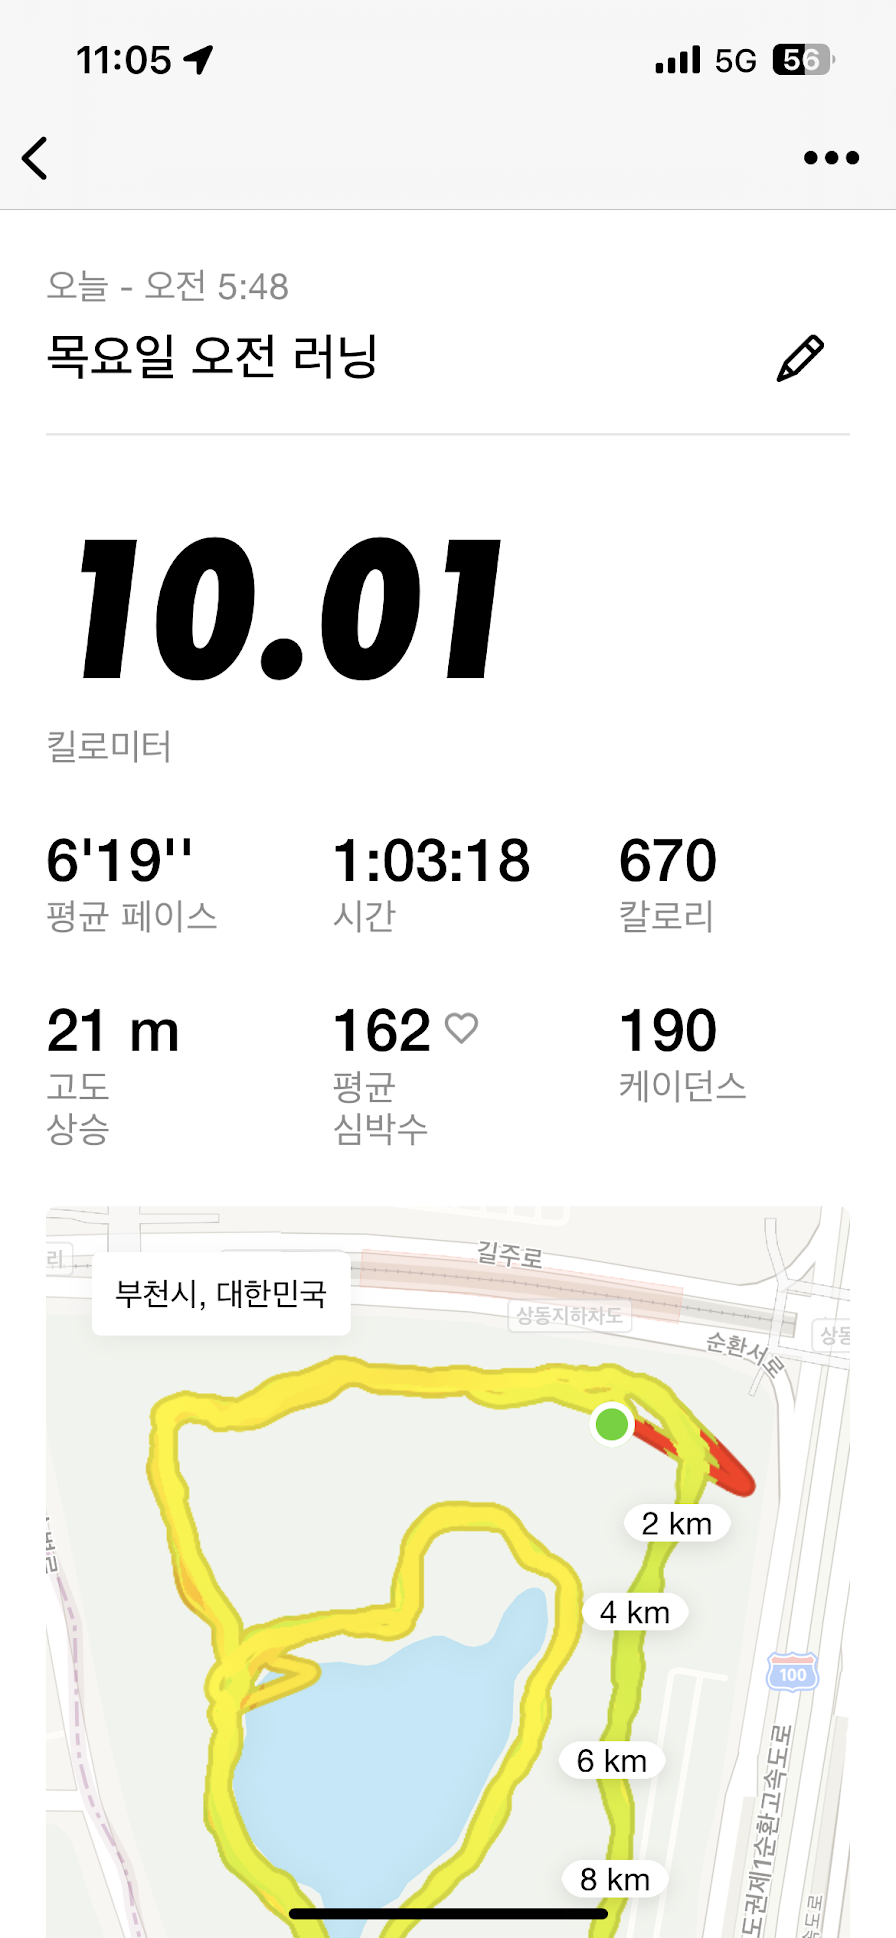 11:05 5G 56
오늘 - 오전 5:48
목요일 오전 러닝
10.01
킬로미터
6'19'' 1:03:18 670
평균 페이스 시간 칼로리
21 m 162 190
고도 평균 케이던스
상승 심박수
길주로
리
부천시, 대한민국
상동지하차도
순환서로
상동
2 km
4 km
100
6 km
8 km
도권제1순환고속도로